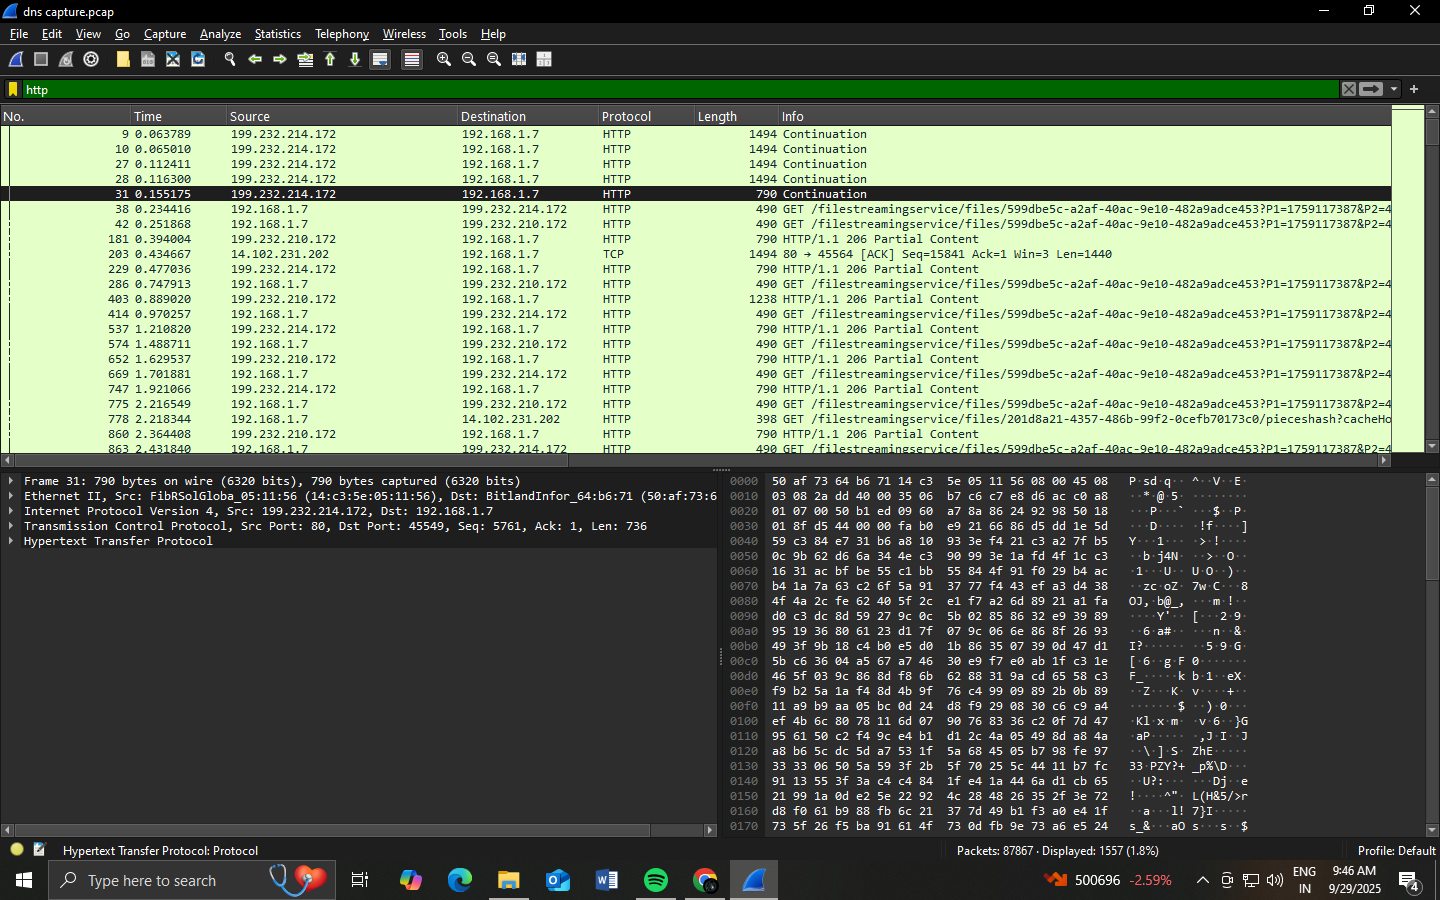 dns capture.pcap
File Edit View Go Capture Analyze Statistics Telephony Wireless Tools Help
http
No. Time Source Destination Protocol Length Info
9 0.063789 199.232.214.172 192.168.1.7 HTTP 1494 Continuation
10 0.065010 199.232.214.172 192.168.1.7 HTTP 1494 Continuation
27 0.112411 199.232.214.172 192.168.1.7 HTTP 1494 Continuation
28 0.116300 199.232.214.172 192.168.1.7 HTTP 1494 Continuation
31 0.155175 199.232.214.172 192.168.1.7 HTTP 790 Continuation
38 0.234416 192.168.1.7 199.232.214.172 HTTP 490 GET /filestreamingservice/files/599dbe5c-a2af-40ac-9e10-482a9adce453?P1=1759117387&P2=4
42 0.251868 192.168.1.7 199.232.210.172 HTTP 490 GET /filestreamingservice/files/599dbe5c-a2af-40ac-9e10-482a9adce453?P1=1759117387&P2=4
181 0.394004 199.232.210.172 192.168.1.7 HTTP 790 HTTP/1.1 206 Partial Content
203 0.434667 14.102.231.202 192.168.1.7 TCP 1494 80 → 45564 [ACK] Seq=15841 Ack=1 Win=3 Len=1440
229 0.477036 199.232.214.172 192.168.1.7 HTTP 790 HTTP/1.1 206 Partial Content
286 0.747913 192.168.1.7 199.232.210.172 HTTP 490 GET /filestreamingservice/files/599dbe5c-a2af-40ac-9e10-482a9adce453?P1=1759117387&P2=4
403 0.889020 199.232.210.172 192.168.1.7 HTTP 1238 HTTP/1.1 206 Partial Content
414 0.970257 192.168.1.7 199.232.214.172 HTTP 490 GET /filestreamingservice/files/599dbe5c-a2af-40ac-9e10-482a9adce453?P1=1759117387&P2=4
537 1.210820 199.232.214.172 192.168.1.7 HTTP 790 HTTP/1.1 206 Partial Content
574 1.488711 192.168.1.7 199.232.210.172 HTTP 490 GET /filestreamingservice/files/599dbe5c-a2af-40ac-9e10-482a9adce453?P1=1759117387&P2=4
652 1.629537 199.232.210.172 192.168.1.7 HTTP 790 HTTP/1.1 206 Partial Content
669 1.701881 192.168.1.7 199.232.214.172 HTTP 490 GET /filestreamingservice/files/599dbe5c-a2af-40ac-9e10-482a9adce453?P1=1759117387&P2=4
747 1.921066 199.232.214.172 192.168.1.7 HTTP 790 HTTP/1.1 206 Partial Content
775 2.216549 192.168.1.7 199.232.210.172 HTTP 490 GET /filestreamingservice/files/599dbe5c-a2af-40ac-9e10-482a9adce453?P1=1759117387&P2=4
778 2.218344 192.168.1.7 14.102.231.202 HTTP 398 GET /filestreamingservice/files/201d8a21-4357-486b-99f2-0cefb70173c0/pieceshash?cacheHo
860 2.364408 199.232.210.172 192.168.1.7 HTTP 790 HTTP/1.1 206 Partial Content
863 2.431840 192.168.1.7 199.232.214.172 HTTP 490 GET /filestreamingservice/files/599dbe5c-a2af-40ac-9e10-482a9adce453?P1=1759117387&P2=4
Frame 31: 790 bytes on wire (6320 bits), 790 bytes captured (6320 bits)
Ethernet II, Src: FibRSolGloba_05:11:56 (14:c3:5e:05:11:56), Dst: BitlandInfor_64:b6:71 (50:af:73:6
Internet Protocol Version 4, Src: 199.232.214.172, Dst: 192.168.1.7
Transmission Control Protocol, Src Port: 80, Dst Port: 45549, Seq: 5761, Ack: 1, Len: 736
Hypertext Transfer Protocol
0000 50 af 73 64 b6 71 14 c3 5e 05 11 56 08 00 45 08 P·sd·q·· ^··V··E·
0010 03 08 2a dd 40 00 35 06 b7 c6 c7 e8 d6 ac c0 a8 ··*·@·5· ········
0020 01 07 00 50 b1 ed 09 60 a7 8a 86 24 92 98 50 18 ···P···` ···$··P·
0030 01 8f d5 44 00 00 fa b0 e9 21 66 86 d5 dd 1e 5d ···D···· ·!f····]
0040 59 c3 84 e7 31 b6 a8 10 93 3e f4 21 c3 a2 7f b5 Y···1··· ·>·!····
0050 0c 9b 62 d6 6a 34 4e c3 90 99 3e 1a fd 4f 1c c3 ··b·j4N· ··>··O··
0060 16 31 ac bf be 55 c1 bb 55 84 4f 91 f0 29 b4 ac ·1···U·· U·O··)··
0070 b4 1a 7a 63 c2 6f 5a 91 37 77 f4 43 ef a3 d4 38 ··zc·oZ· 7w·C···8
0080 4f 4a 2c fe 62 40 5f 2c e1 f7 a2 6d 89 21 a1 fa OJ,·b@_, ···m·!··
0090 d0 c3 dc 8d 59 27 9c 0c 5b 02 85 86 32 e9 39 89 ····Y'·· [···2·9·
00a0 95 19 36 80 61 23 d1 7f 07 9c 06 6e 86 8f 26 93 ··6·a#·· ···n··&·
00b0 49 3f 9b 18 c4 b0 e5 d0 1b 86 35 07 39 0d 47 d1 I?······ ··5·9·G·
00c0 5b c6 36 04 a5 67 a7 46 30 e9 f7 e0 ab 1f c3 1e [·6··g·F 0·······
00d0 46 5f 03 9c 86 8d f8 6b 62 88 31 9a cd 65 58 c3 F_·····k b·1··eX·
00e0 f9 b2 5a 1a f4 8d 4b 9f 76 c4 99 09 89 2b 0b 89 ··Z···K· v····+··
00f0 11 a9 b9 aa 05 bc 0d 24 d8 f9 29 08 30 c6 c9 a4 ·······$ ··)·0···
0100 ef 4b 6c 80 78 11 6d 07 90 76 83 36 c2 0f 7d 47 ·Kl·x·m· ·v·6··}G
0110 95 61 50 c2 f4 9c e4 b1 d1 2c 4a 05 49 8d a8 4a ·aP····· ·,J·I··J
0120 a8 b6 5c dc 5d a7 53 1f 5a 68 45 05 b7 98 fe 97 ··\·]·S· ZhE·····
0130 33 33 06 50 5a 59 3f 2b 5f 70 25 5c 44 11 b7 fc 33·PZY?+ _p%\D···
0140 91 13 55 3f 3a c4 c4 84 1f e4 1a 44 6a d1 cb 65 ··U?:··· ···Dj··e
0150 21 99 1a 0d e2 5e 22 92 4c 28 48 26 35 2f 3e 72 !····^"· L(H&5/>r
0160 d8 f0 61 b9 88 fb 6c 21 37 7d 49 b1 f3 a0 e4 1f ··a···l! 7}I·····
0170 73 5f 26 f5 ba 91 61 4f 73 0d fb 9e 73 a6 e5 24 s_&···aO s···s··$
Hypertext Transfer Protocol: Protocol
Packets: 87867 · Displayed: 1557 (1.8%)
Profile: Default
Type here to search
500696 -2.59%
ENG
IN
9:46 AM
9/29/2025
4